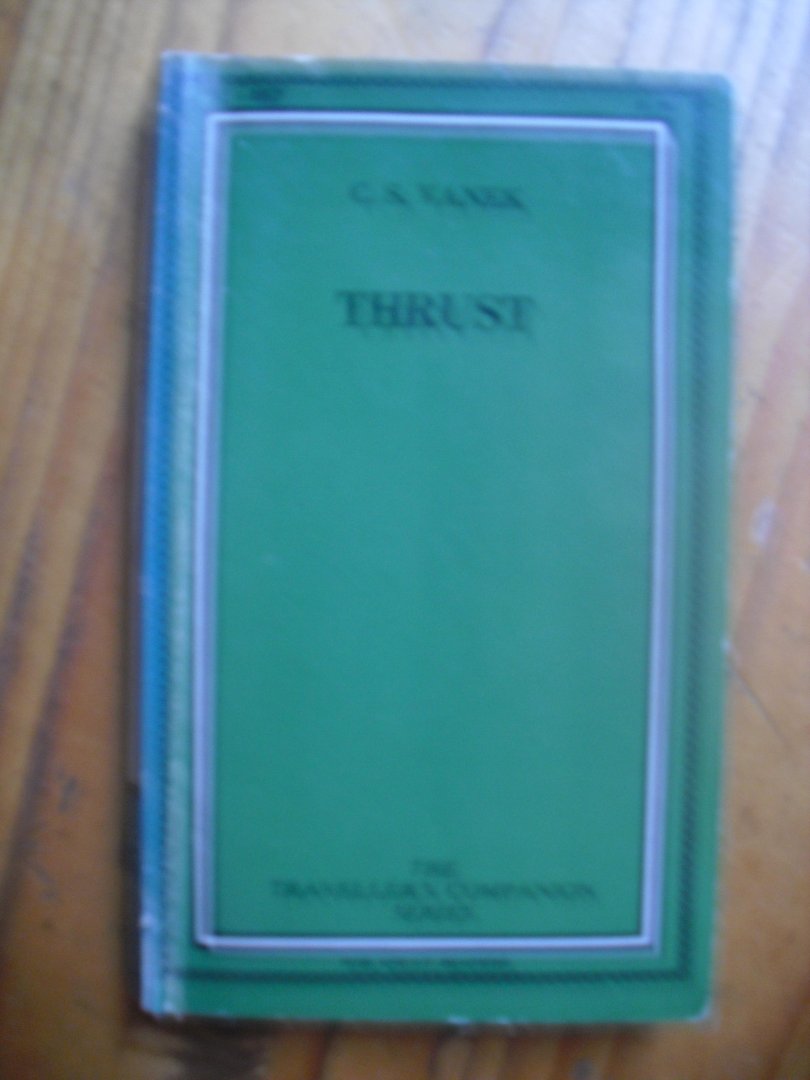 C. S. VANEK
THRUST
THE
TRAVELLER'S COMPANION
SERIES